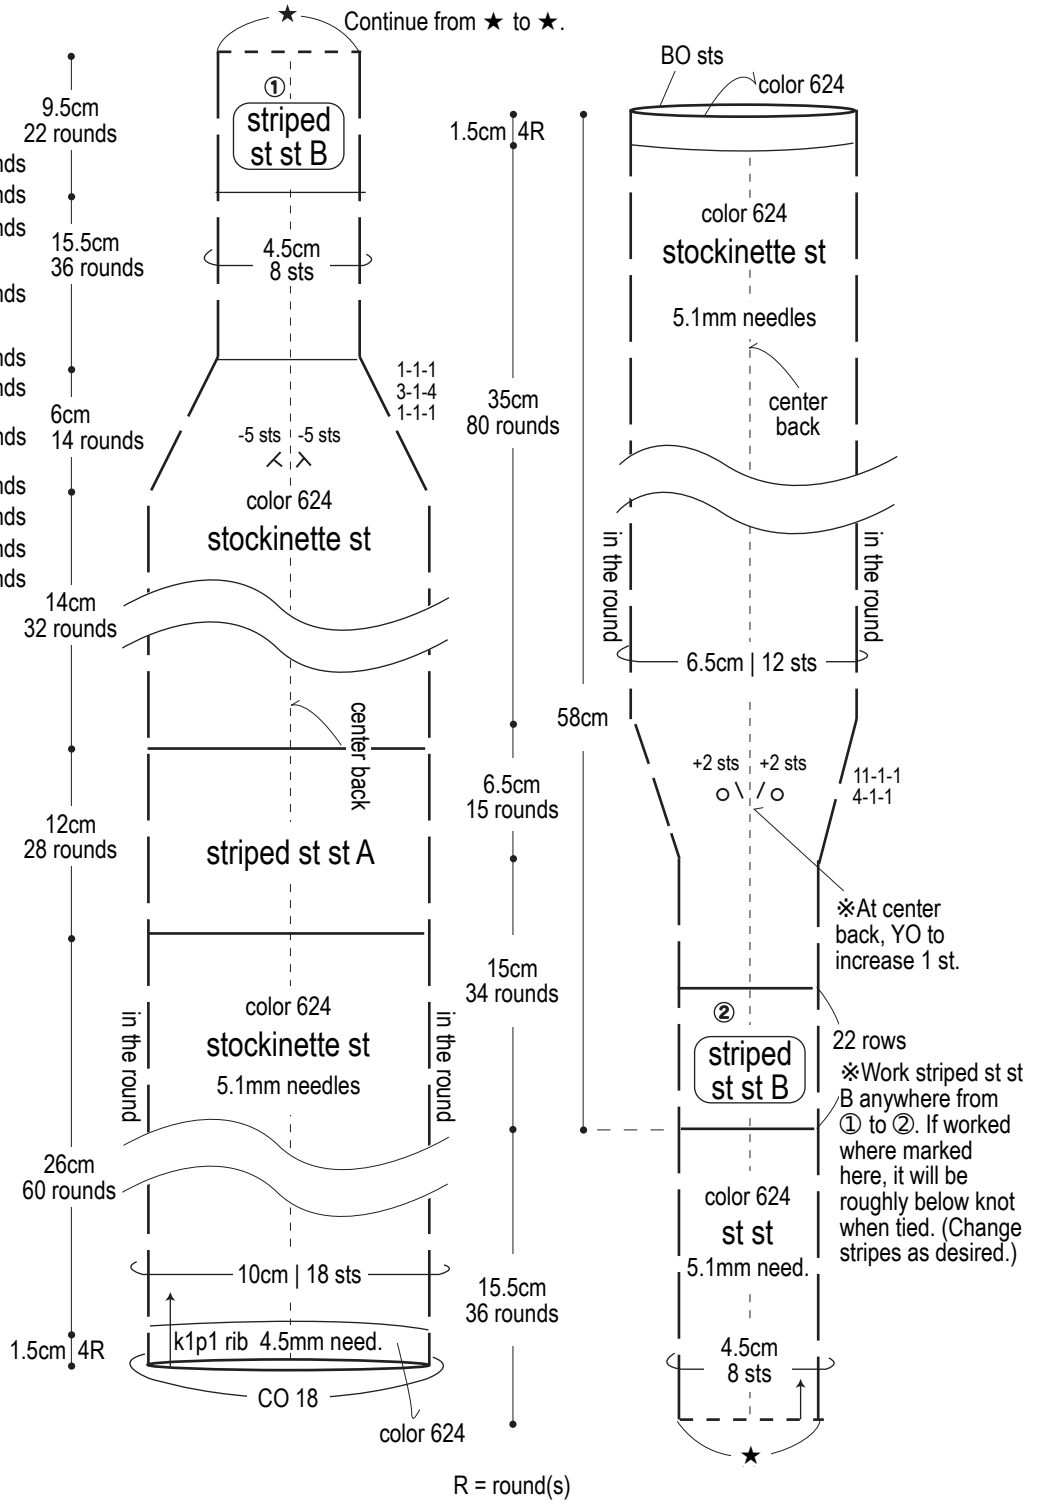 ★
Continue from ★ to ★.
9.5cm
22 rounds
①
striped
st st B
15.5cm
36 rounds
4.5cm
8 sts
6cm
14 rounds
1-1-1
3-1-4
1-1-1
-5 sts
-5 sts
color 624
stockinette st
14cm
32 rounds
center back
12cm
28 rounds
striped st st A
color 624
stockinette st
5.1mm needles
in the round
in the round
26cm
60 rounds
10cm | 18 sts
1.5cm 4R
k1p1 rib 4.5mm need.
CO 18
color 624
BO sts
color 624
1.5cm 4R
color 624
stockinette st
5.1mm needles
center
back
35cm
80 rounds
in the round
in the round
6.5cm | 12 sts
58cm
+2 sts
+2 sts
11-1-1
4-1-1
6.5cm
15 rounds
※At center
back, YO to
increase 1 st.
15cm
34 rounds
②
striped
st st B
22 rows
※Work striped st st
B anywhere from
① to ②. If worked
where marked
here, it will be
roughly below knot
when tied. (Change
stripes as desired.)
color 624
st st
5.1mm need.
15.5cm
36 rounds
4.5cm
8 sts
★
R = round(s)